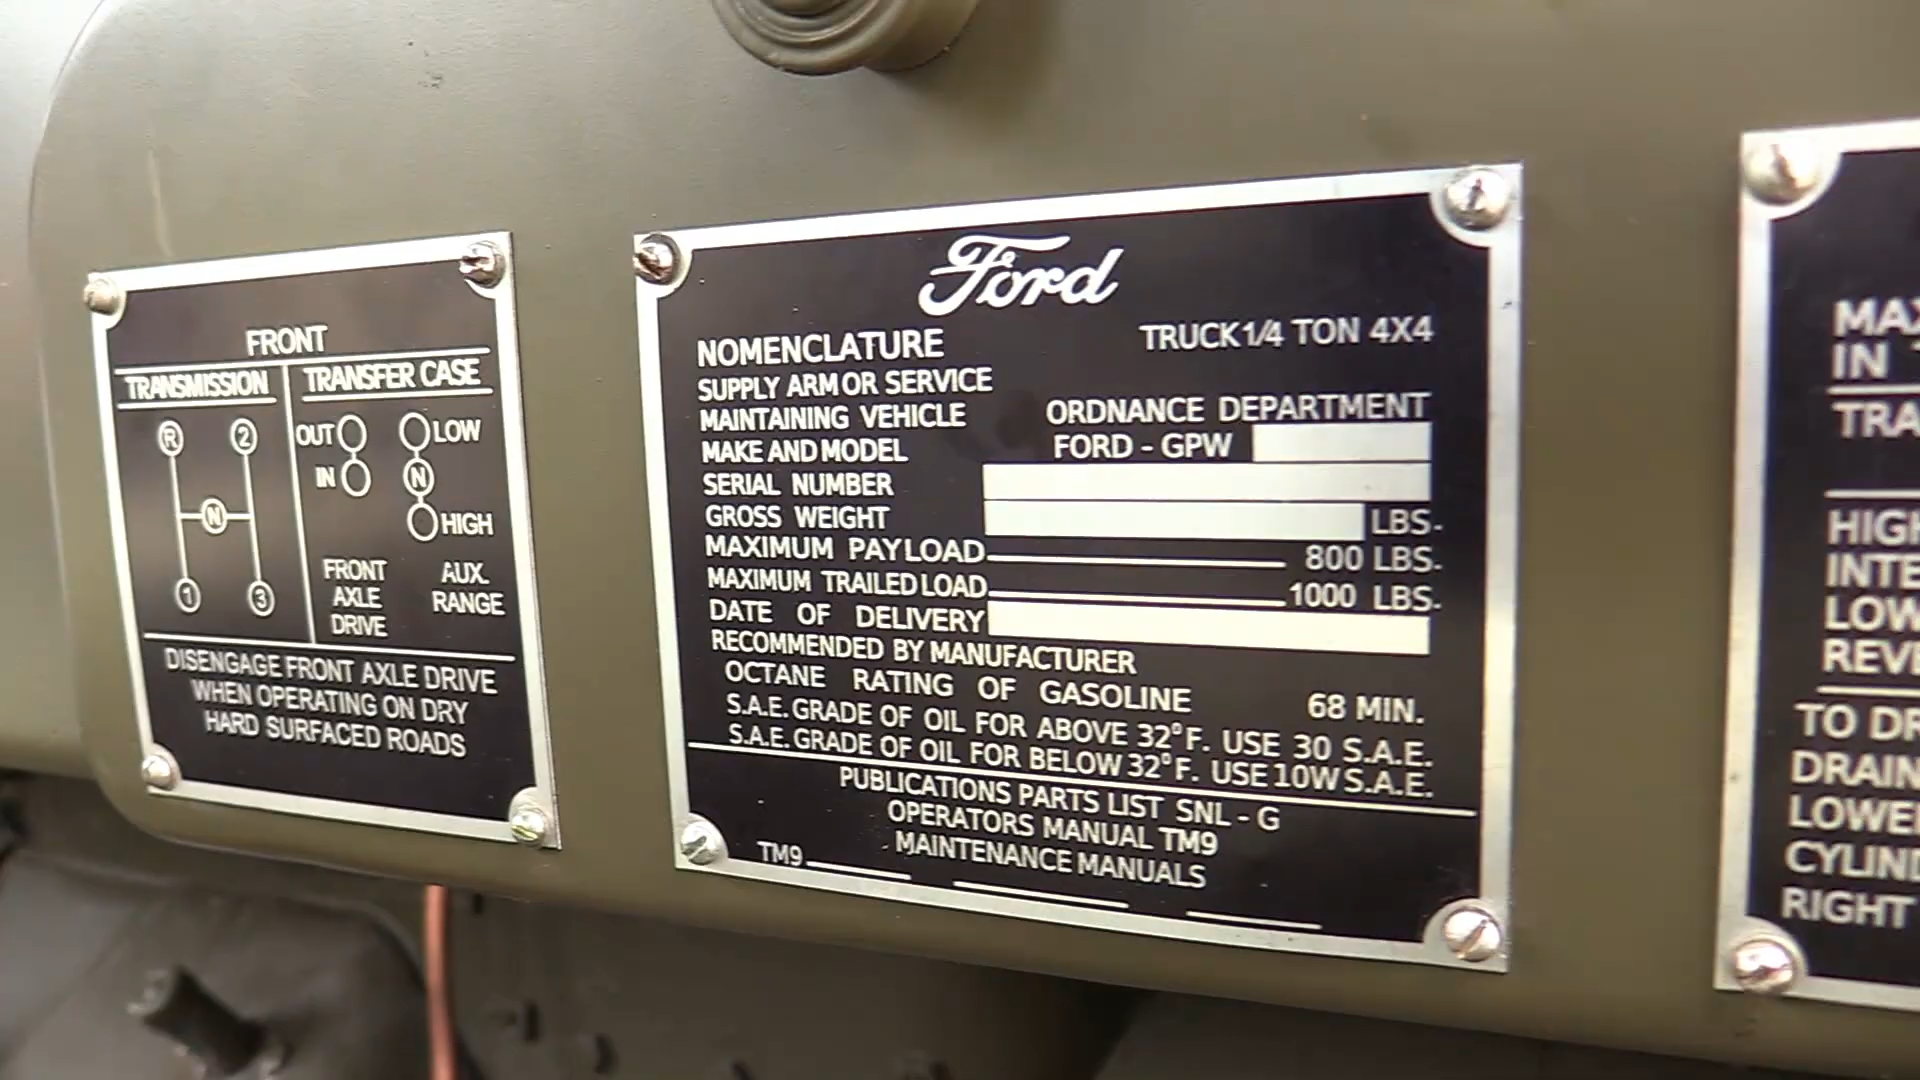 FRONT
TRANSMISSION TRANSFER CASE
R 2 OUT LOW
IN N
N HIGH
1 3 FRONT AXLE DRIVE AUX. RANGE
DISENGAGE FRONT AXLE DRIVE
WHEN OPERATING ON DRY
HARD SURFACED ROADS
Ford
NOMENCLATURE TRUCK 1/4 TON 4X4
SUPPLY ARM OR SERVICE
MAINTAINING VEHICLE ORDNANCE DEPARTMENT
MAKE AND MODEL FORD - GPW
SERIAL NUMBER
GROSS WEIGHT LBS.
MAXIMUM PAYLOAD 800 LBS.
MAXIMUM TRAILED LOAD 1000 LBS.
DATE OF DELIVERY
RECOMMENDED BY MANUFACTURER
OCTANE RATING OF GASOLINE 68 MIN.
S.A.E. GRADE OF OIL FOR ABOVE 32°F. USE 30 S.A.E.
S.A.E. GRADE OF OIL FOR BELOW 32°F. USE 10W S.A.E.
PUBLICATIONS PARTS LIST SNL - G
OPERATORS MANUAL TM9
MAINTENANCE MANUALS
TM9
IN
HIGH
TO
DRAIN
RIGHT